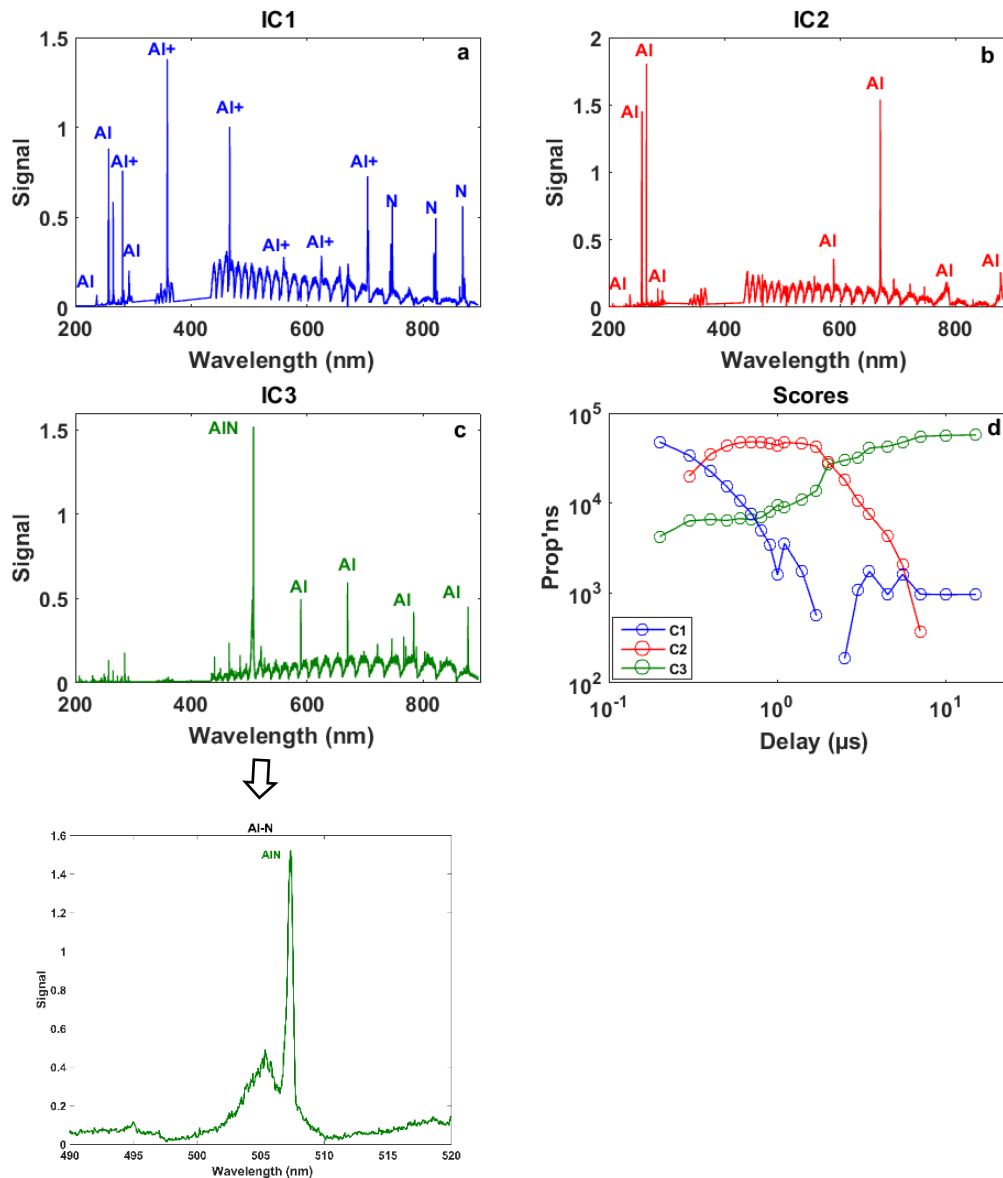 IC1
a
1.5
1
0.5
0
Signal
Al
Al
Al+
Al
Al+
Al+
Al+
Al+
Al+
N
N
N
200 400 600 800
Wavelength (nm)
IC2
b
2
1.5
1
0.5
0
Signal
Al
Al
Al
Al
Al
Al
Al
Al
200 400 600 800
Wavelength (nm)
IC3
c
1.5
1
0.5
0
Signal
AlN
Al
Al
Al
Al
200 400 600 800
Wavelength (nm)
Scores
d
10^5
10^4
10^3
10^2
Prop'ns
C1
C2
C3
10^-1 10^0 10^1
Delay (µs)
Al-N
AlN
1.6
1.4
1.2
1
0.8
0.6
0.4
0.2
0
Signal
490 495 500 505 510 515 520
Wavelength (nm)